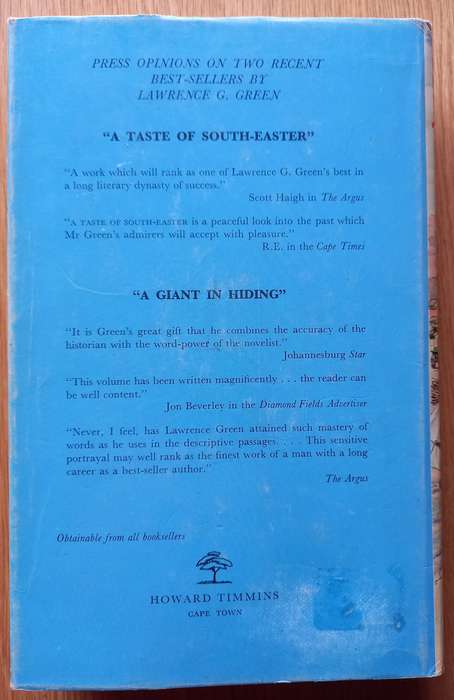 PRESS OPINIONS ON TWO RECENT
BEST-SELLERS BY
LAWRENCE G. GREEN
"A TASTE OF SOUTH-EASTER"
"A work which will rank as one of Lawrence G. Green's best in
a long literary dynasty of success."
Scott Haigh in The Argus
"A TASTE OF SOUTH-EASTER is a peaceful look into the past which
Mr Green's admirers will accept with pleasure."
R.E. in the Cape Times
"A GIANT IN HIDING"
"It is Green's great gift that he combines the accuracy of the
historian with the word-power of the novelist."
Johannesburg Star
"This volume has been written magnificently . . . the reader can
be well content."
Jon Beverley in the Diamond Fields Advertiser
"Never, I feel, has Lawrence Green attained such mastery of
words as he uses in the descriptive passages. . . . This sensitive
portrayal may well rank as the finest work of a man with a long
career as a best-seller author."
The Argus
Obtainable from all booksellers
HOWARD TIMMINS
CAPE TOWN